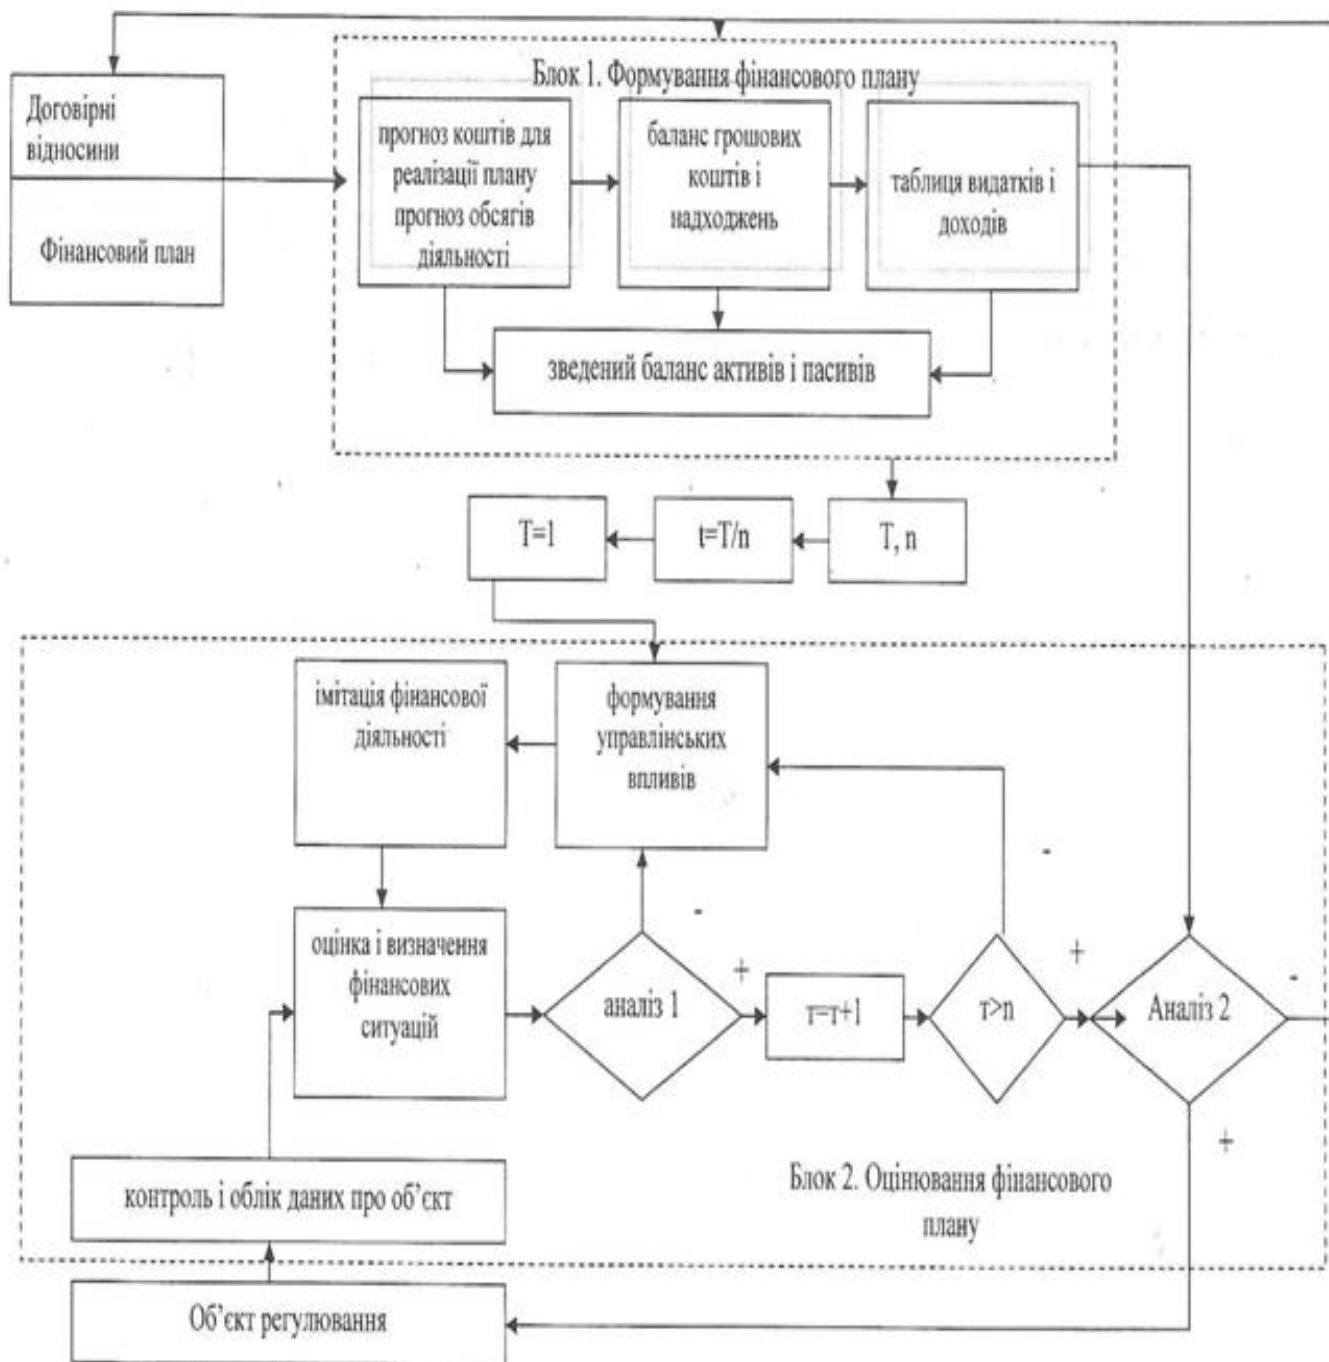 Блок 1. Формування фінансового плану
Договірні
відносини
Фінансовий план
прогноз коштів для
реалізації плану
прогноз обсягів
діяльності
баланс грошових
коштів і
надходжень
таблиця видатків і
доходів
зведений баланс активів і пасивів
T=1
t=T/n
T, n
імітація фінансової
діяльності
формування
управлінських
впливів
-
-
оцінка і визначення
фінансових
ситуацій
аналіз 1
+
τ=τ+1
τ>n
+
Аналіз 2
-
+
контроль і облік даних про об’єкт
Блок 2. Оцінювання фінансового
плану
Об’єкт регулювання